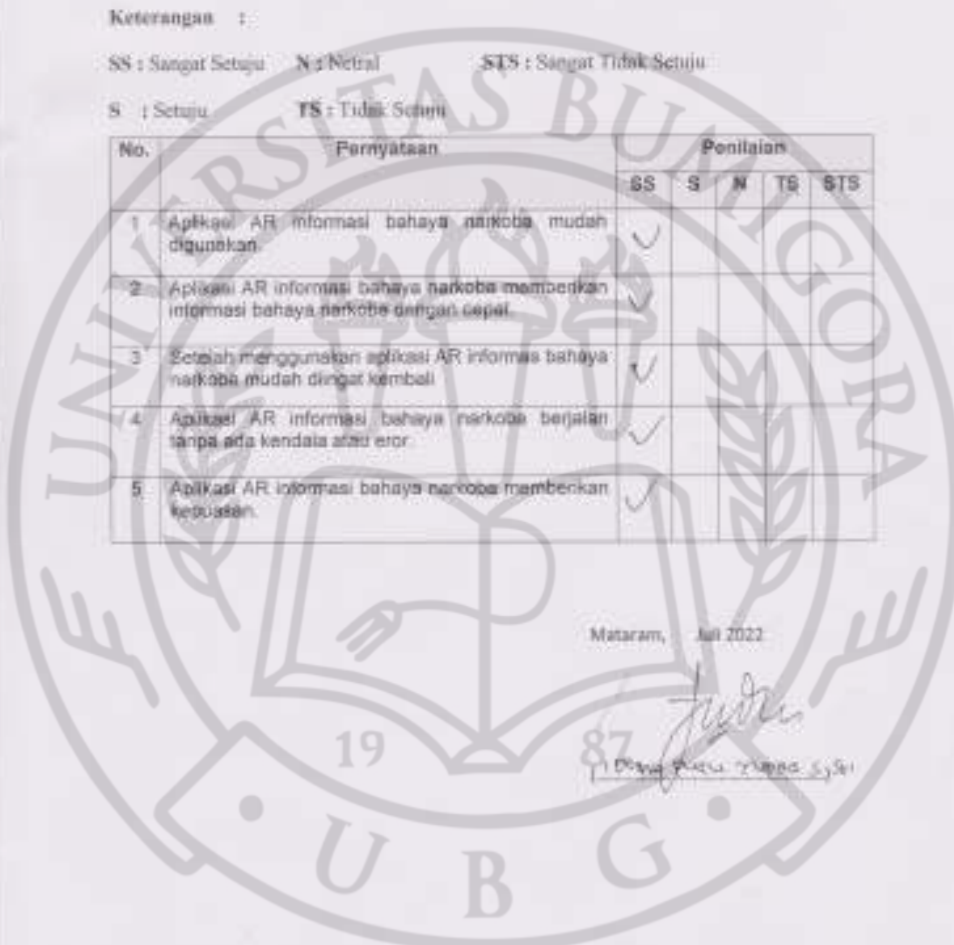 Keterangan :
SS : Sangat Setuju N : Netral STS : Sangat Tidak Setuju
S : Setuju TS : Tidak Setuju
No. Pernyataan Penilaian
SS S N TS STS
1 Aplikasi AR informasi bahaya narkoba mudah
digunakan.
2 Aplikasi AR informasi bahaya narkoba memberikan
informasi bahaya narkoba dengan cepat.
3 Setelah menggunakan aplikasi AR informas bahaya
narkoba mudah diingat kembali
4 Aplikasi AR informasi bahaya narkoba berjalan
tanpa ada kendala atau eror.
5 Aplikasi AR informasi bahaya narkoba memberikan
kepuasan.
Mataram, Juli 2022
UNIVERSITAS BUMIGORA
19 87
U B G